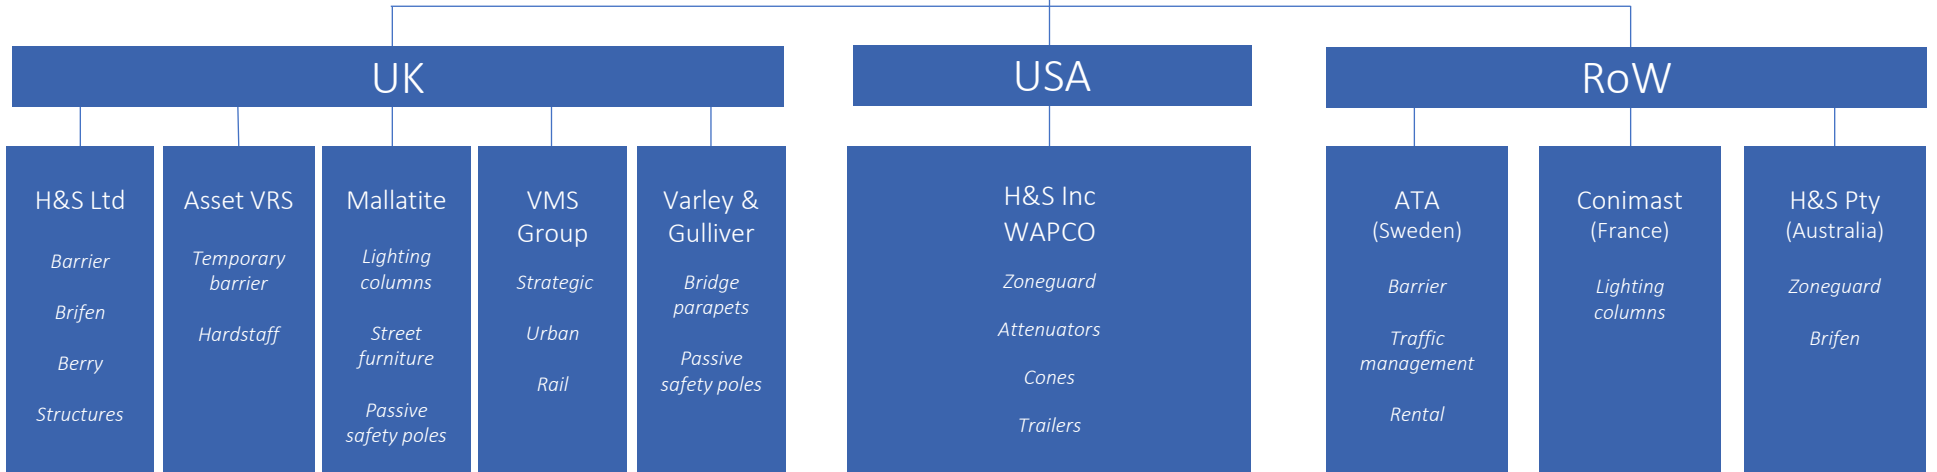 UK
USA
RoW
H&S Ltd
Barrier
Brifen
Berry
Structures
Asset VRS
Temporary
barrier
Hardstaff
Mallatite
Lighting
columns
Street
furniture
Passive
safety poles
VMS
Group
Strategic
Urban
Rail
Varley &
Gulliver
Bridge
parapets
Passive
safety poles
H&S Inc
WAPCO
Zoneguard
Attenuators
Cones
Trailers
ATA
(Sweden)
Barrier
Traffic
management
Rental
Conimast
(France)
Lighting
columns
H&S Pty
(Australia)
Zoneguard
Brifen